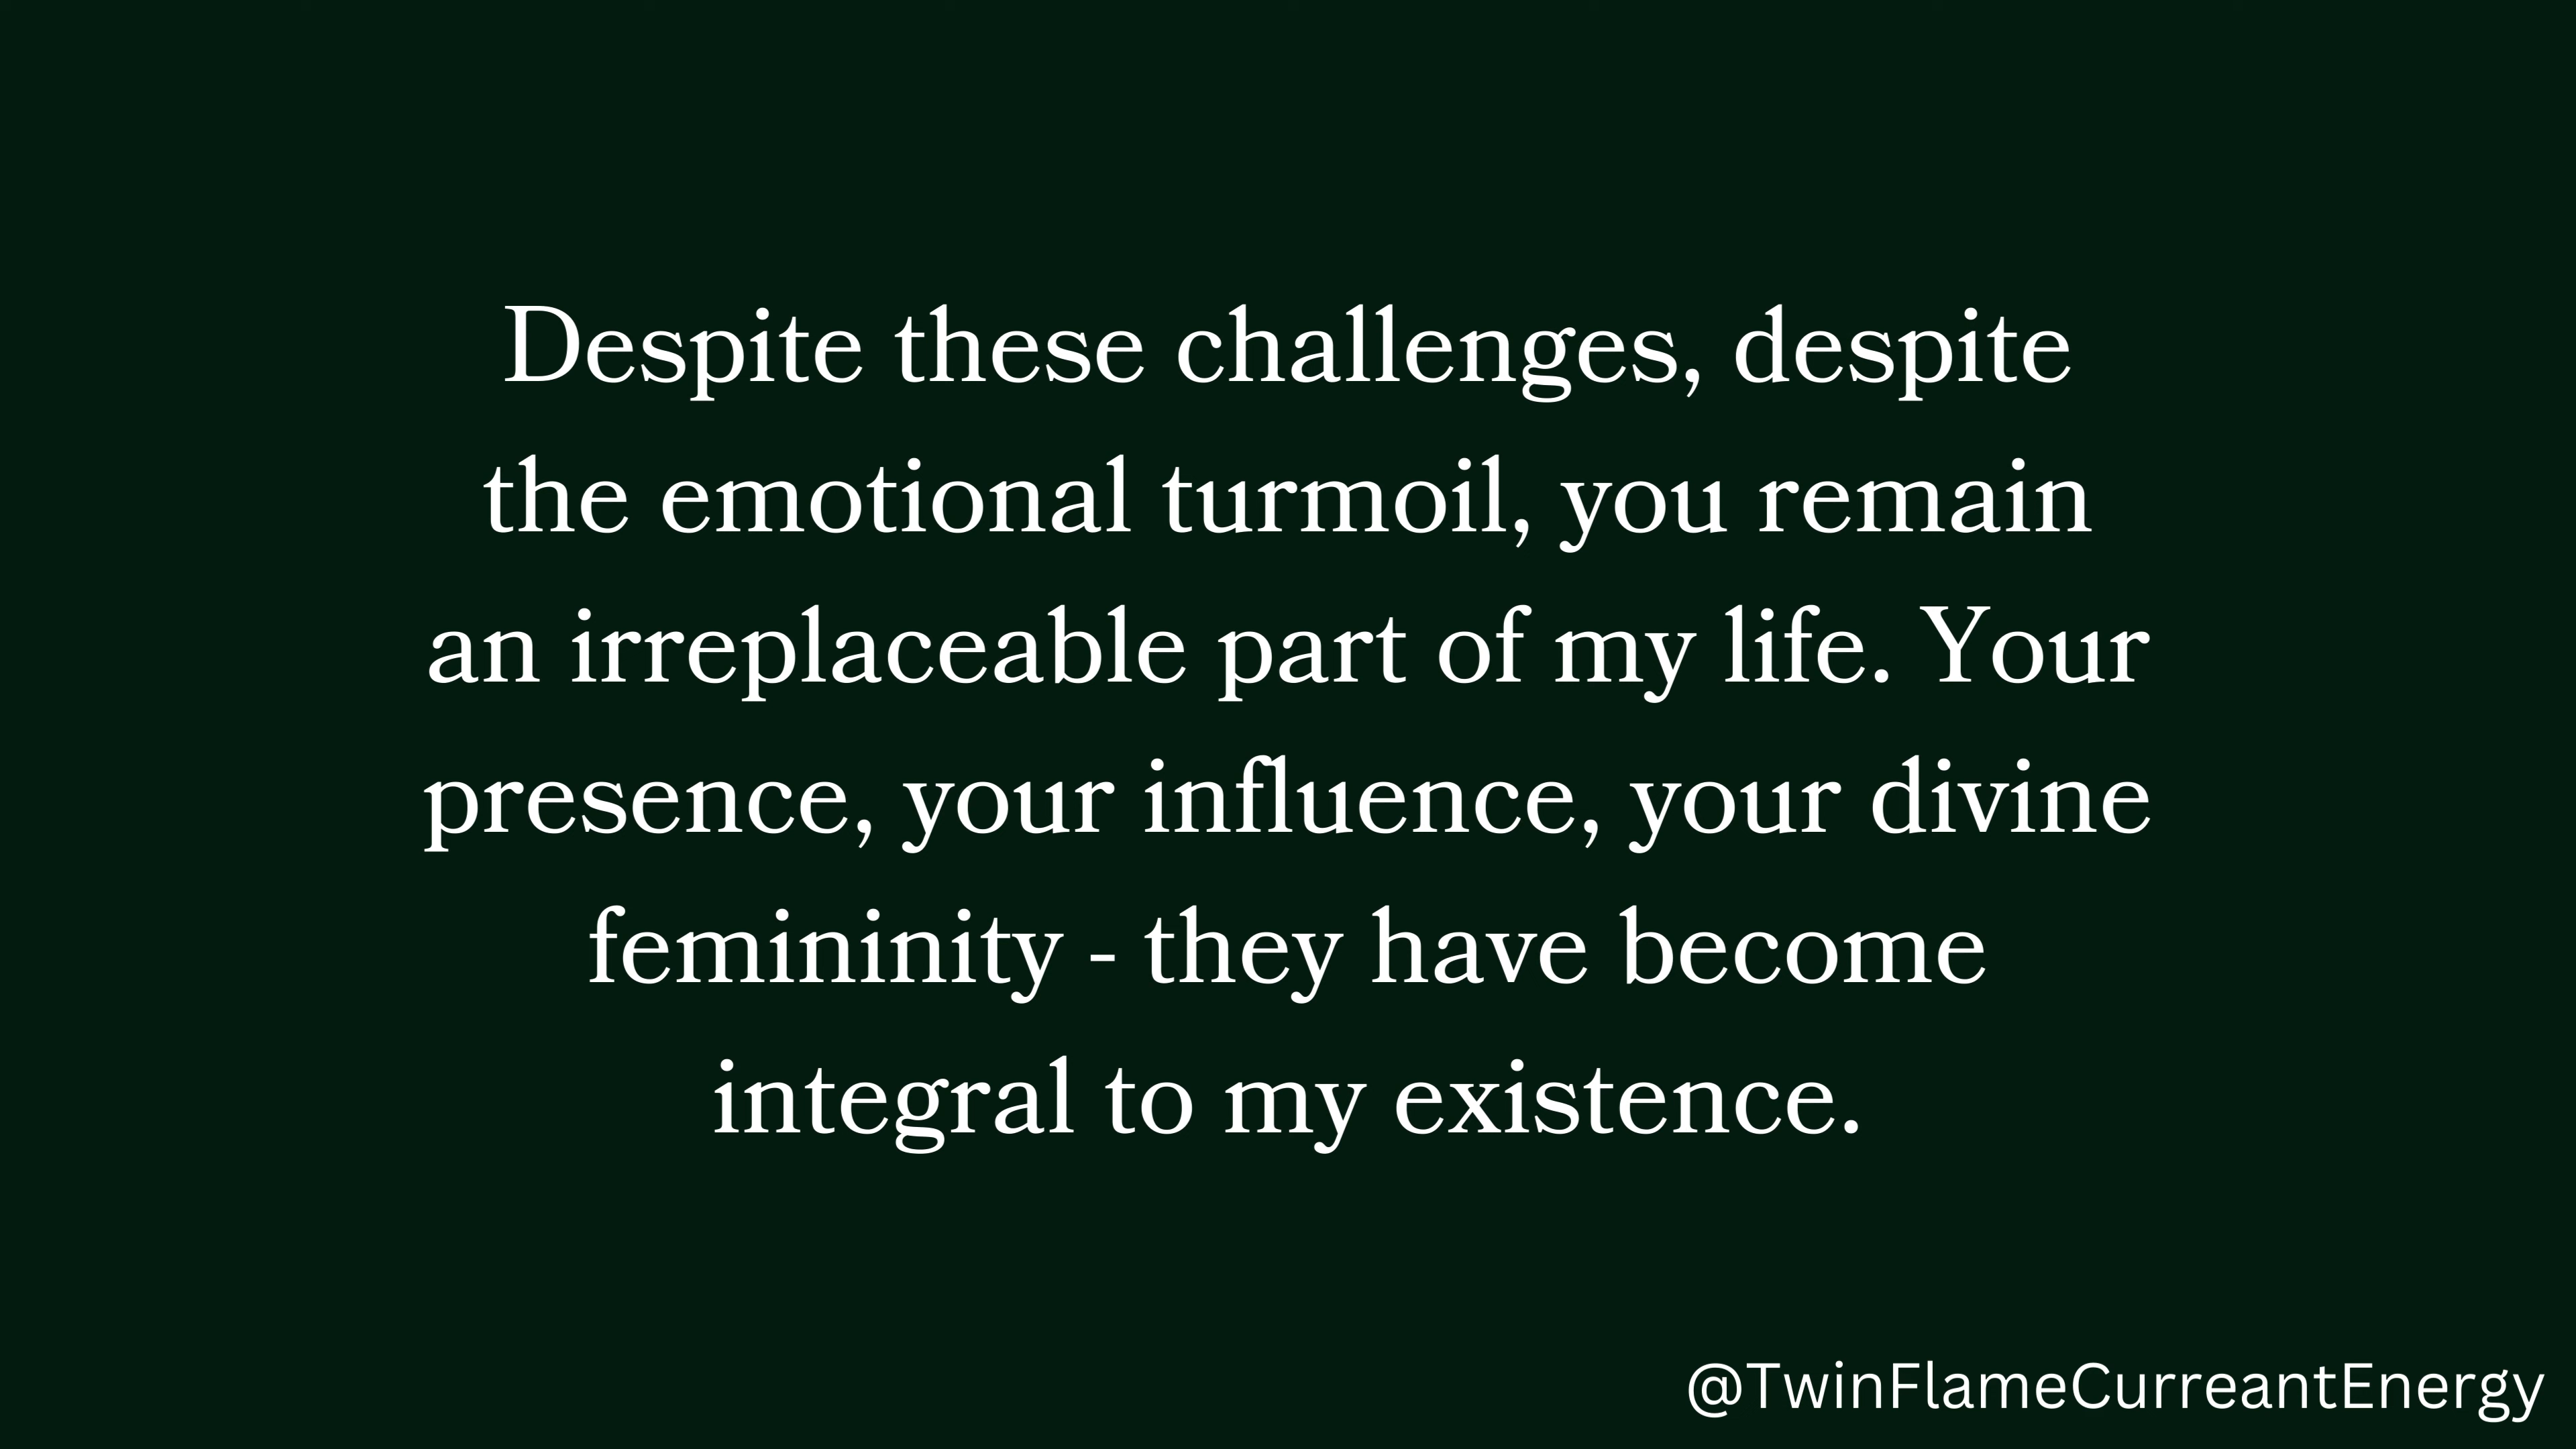 Despite these challenges, despite
the emotional turmoil, you remain
an irreplaceable part of my life. Your
presence, your influence, your divine
femininity - they have become
integral to my existence.
@TwinFlameCurreantEnergy